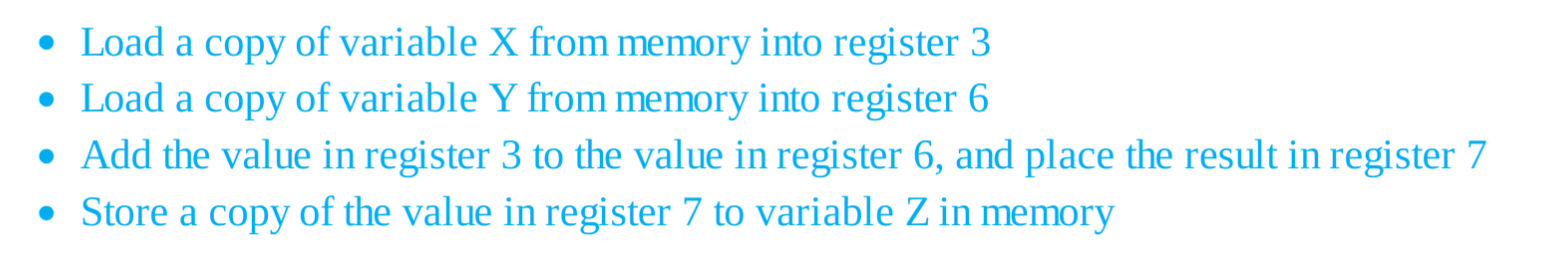 • Load a copy of variable X from memory into register 3
• Load a copy of variable Y from memory into register 6
• Add the value in register 3 to the value in register 6, and place the result in register 7
• Store a copy of the value in register 7 to variable Z in memory